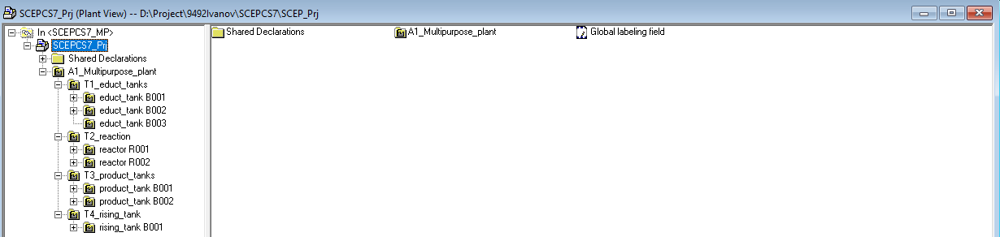 SCEPCS7_Prj (Plant View) -- D:\Project\9492Ivanov\SCEPCS7\SCEP_Prj
In <SCEPCS7_MP>
SCEPCS7_Prj
Shared Declarations
A1_Multipurpose_plant
T1_educt_tanks
educt_tank B001
educt_tank B002
educt_tank B003
T2_reaction
reactor R001
reactor R002
T3_product_tanks
product_tank B001
product_tank B002
T4_rising_tank
rising_tank B001
Shared Declarations
A1_Multipurpose_plant
Global labeling field